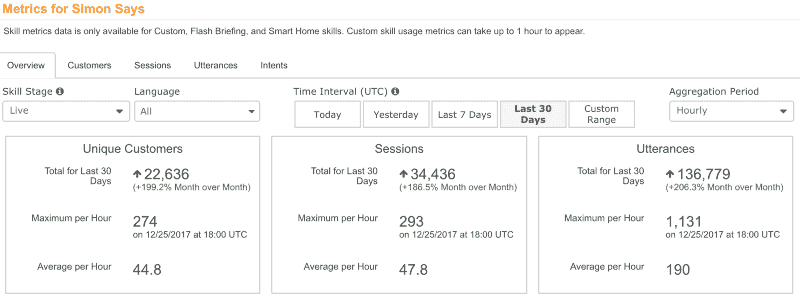 Metrics for Simon Says
Skill metrics data is only available for Custom, Flash Briefing, and Smart Home skills. Custom skill usage metrics can take up to 1 hour to appear.
Overview Customers Sessions Utterances Intents
Skill Stage Language Time Interval (UTC) Aggregation Period
Live All Today Yesterday Last 7 Days Last 30 Days Custom Range Hourly
Unique Customers
Total for Last 30 Days
22,636
(+199.2% Month over Month)
Maximum per Hour
274
on 12/25/2017 at 18:00 UTC
Average per Hour
44.8
Sessions
Total for Last 30 Days
34,436
(+186.5% Month over Month)
Maximum per Hour
293
on 12/25/2017 at 18:00 UTC
Average per Hour
47.8
Utterances
Total for Last 30 Days
136,779
(+206.3% Month over Month)
Maximum per Hour
1,131
on 12/25/2017 at 18:00 UTC
Average per Hour
190